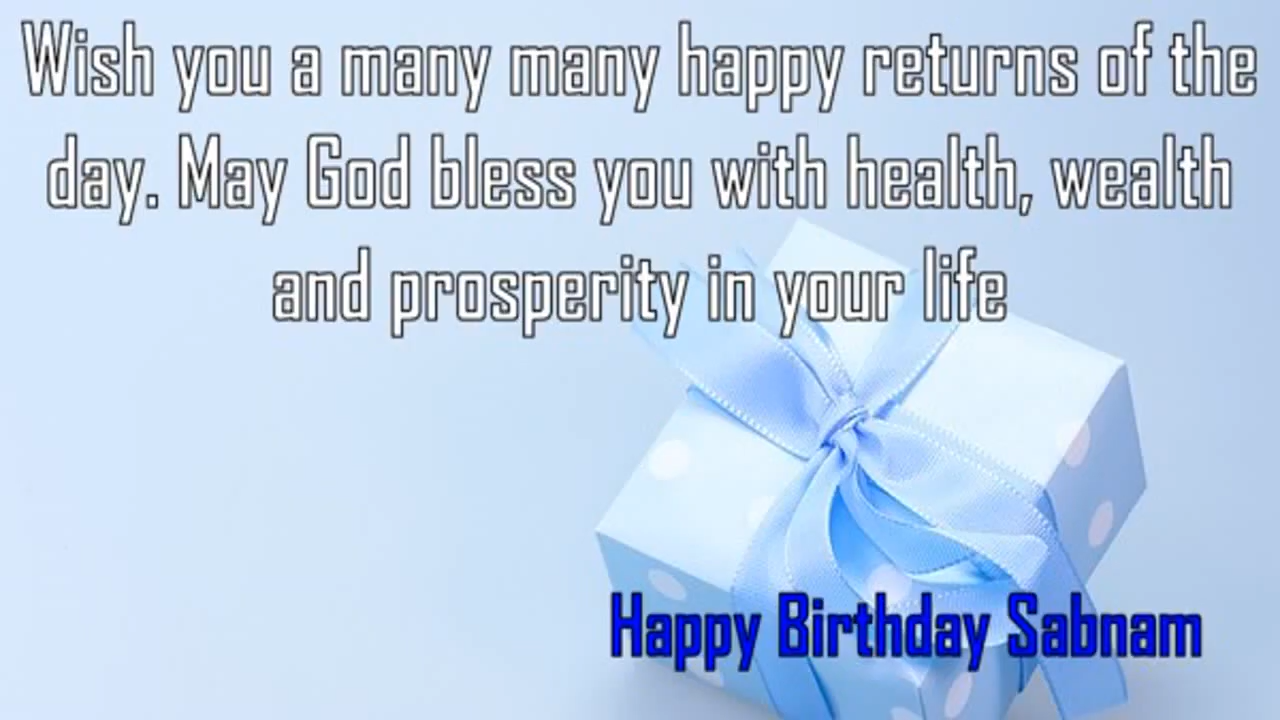 Wish you a many many happy returns of the
day. May God bless you with health, wealth
and prosperity in your life
Happy Birthday Sabnam